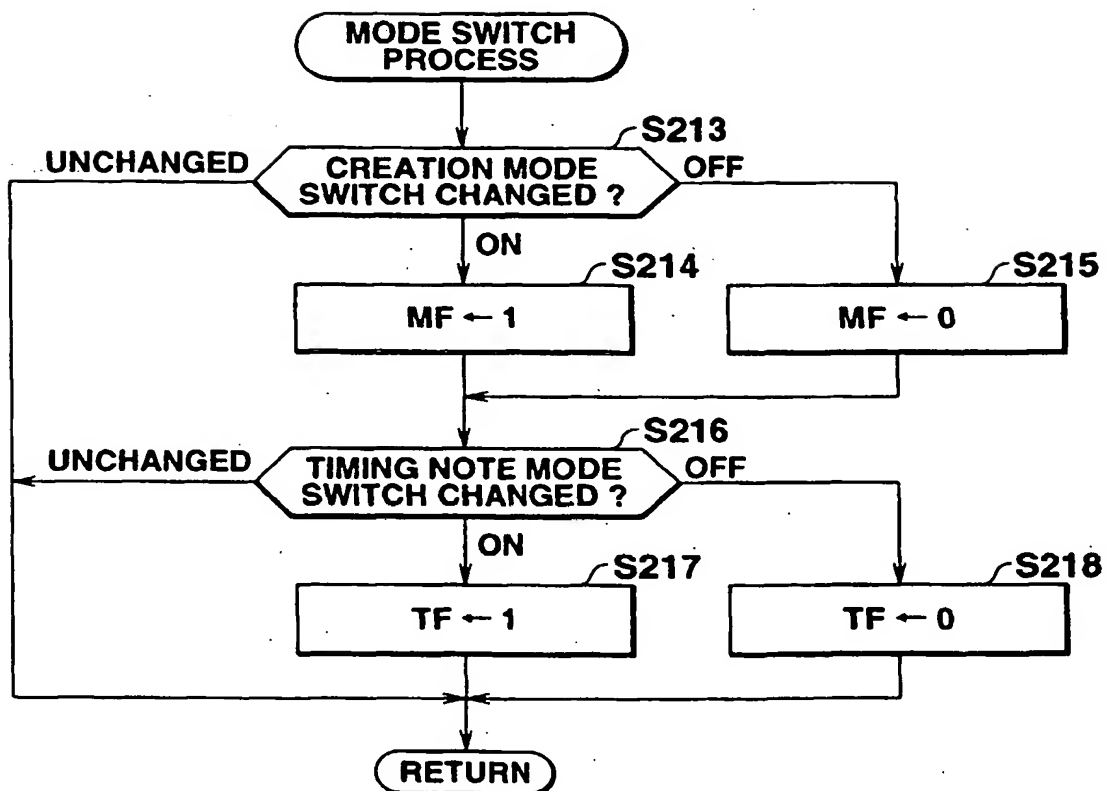 MODE SWITCH
PROCESS
S213
UNCHANGED
CREATION MODE
SWITCH CHANGED ?
OFF
ON
S214
S215
MF ← 1
MF ← 0
S216
UNCHANGED
TIMING NOTE MODE
SWITCH CHANGED ?
OFF
ON
S217
S218
TF ← 1
TF ← 0
RETURN